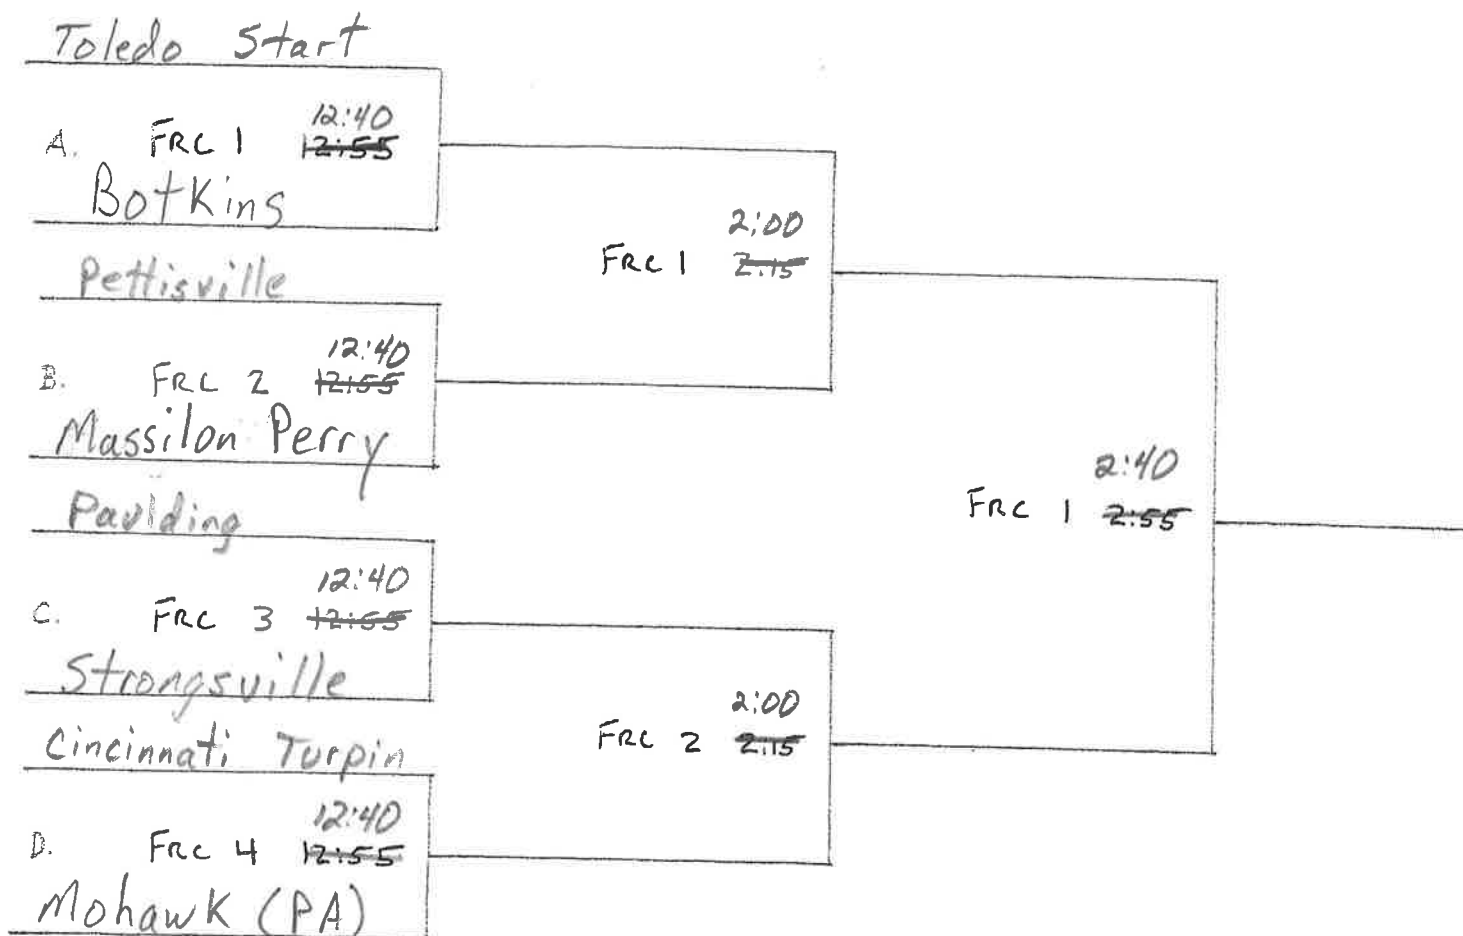 Toledo Start
12:40
A. FRC 1 12:55
Botkins
2:00
FRC 1 2:15
Pettisville
12:40
B. FRC 2 12:55
Massilon Perry
2:40
FRC 1 2:55
Paulding
12:40
C. FRC 3 12:55
Strongsville
2:00
FRC 2 2:15
Cincinnati Turpin
12:40
D. FRC 4 12:55
Mohawk (PA)